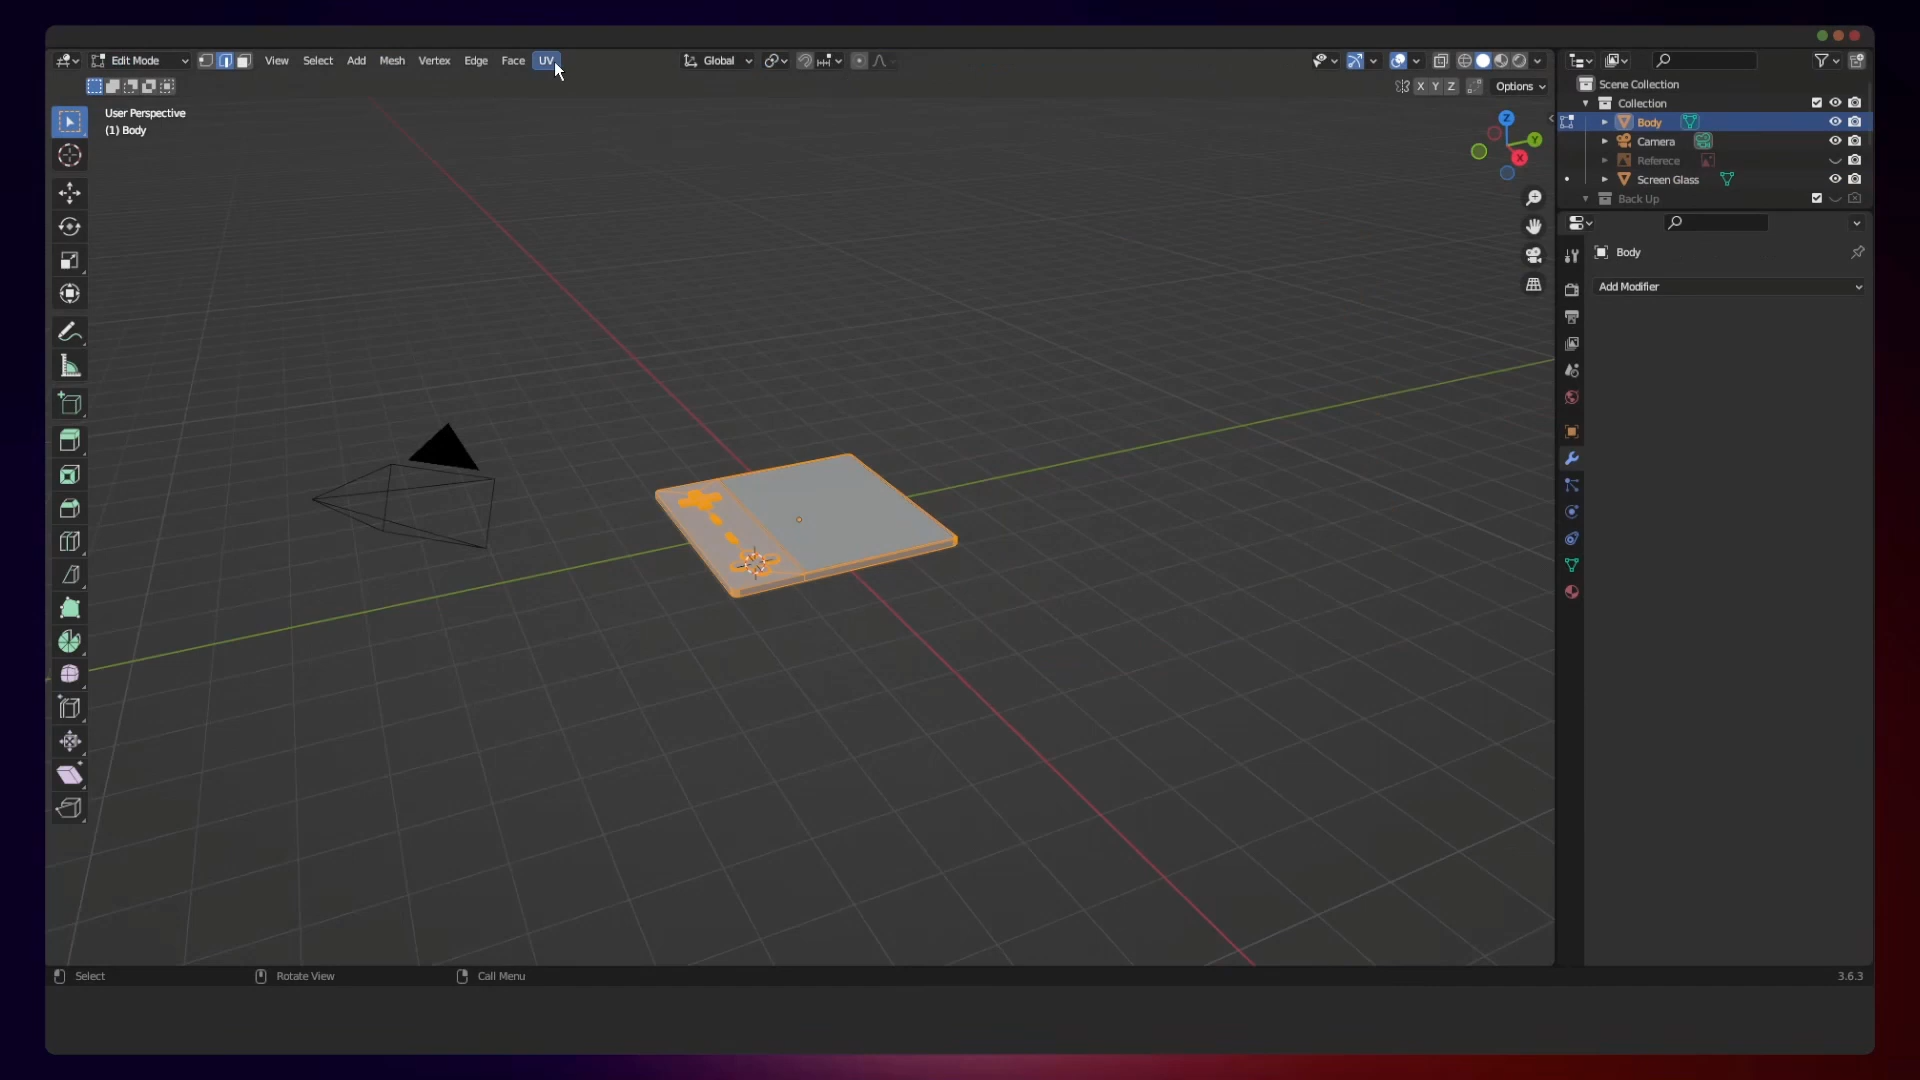 Edit Mode View Select Add Mesh Vertex Edge Face UV Global
X Y Z Options
User Perspective
(1) Body
Z
Y
X
Scene Collection
Collection
Body
Camera
Referece
Screen Glass
Back Up
Body
Add Modifier
Select Rotate View Call Menu 3.6.3